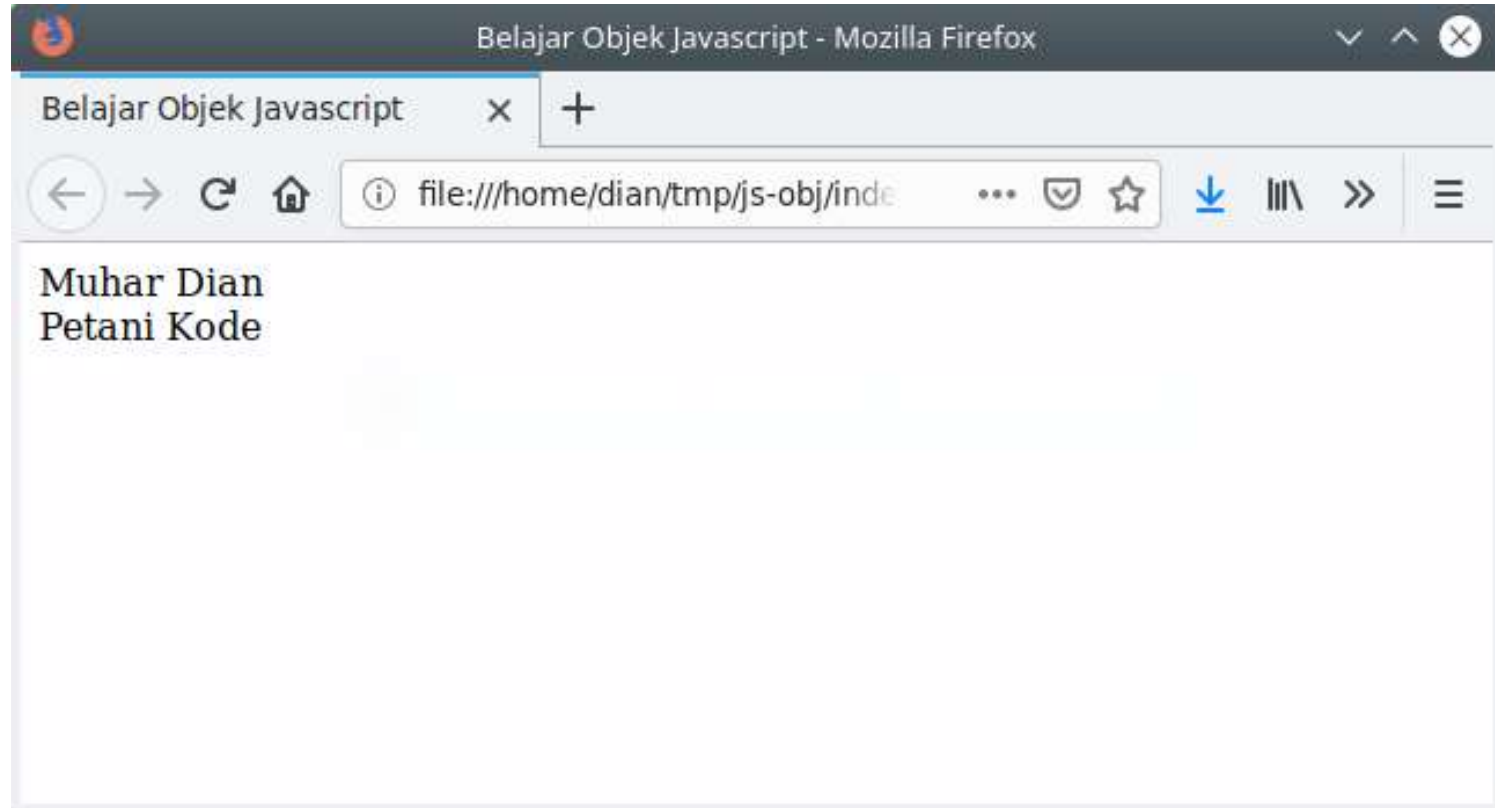 Belajar Objek Javascript - Mozilla Firefox
Belajar Objek Javascript
file:///home/dian/tmp/js-obj/inde
Muhar Dian
Petani Kode